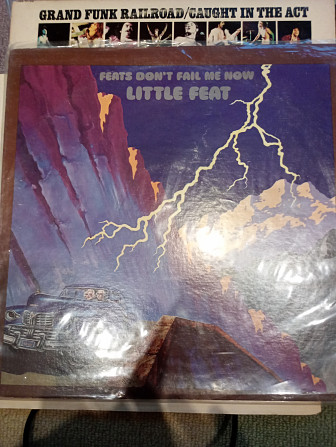 GRAND FUNK RAILROAD/CAUGHT IN THE ACT
FEATS DON'T FAIL ME NOW
LITTLE FEAT